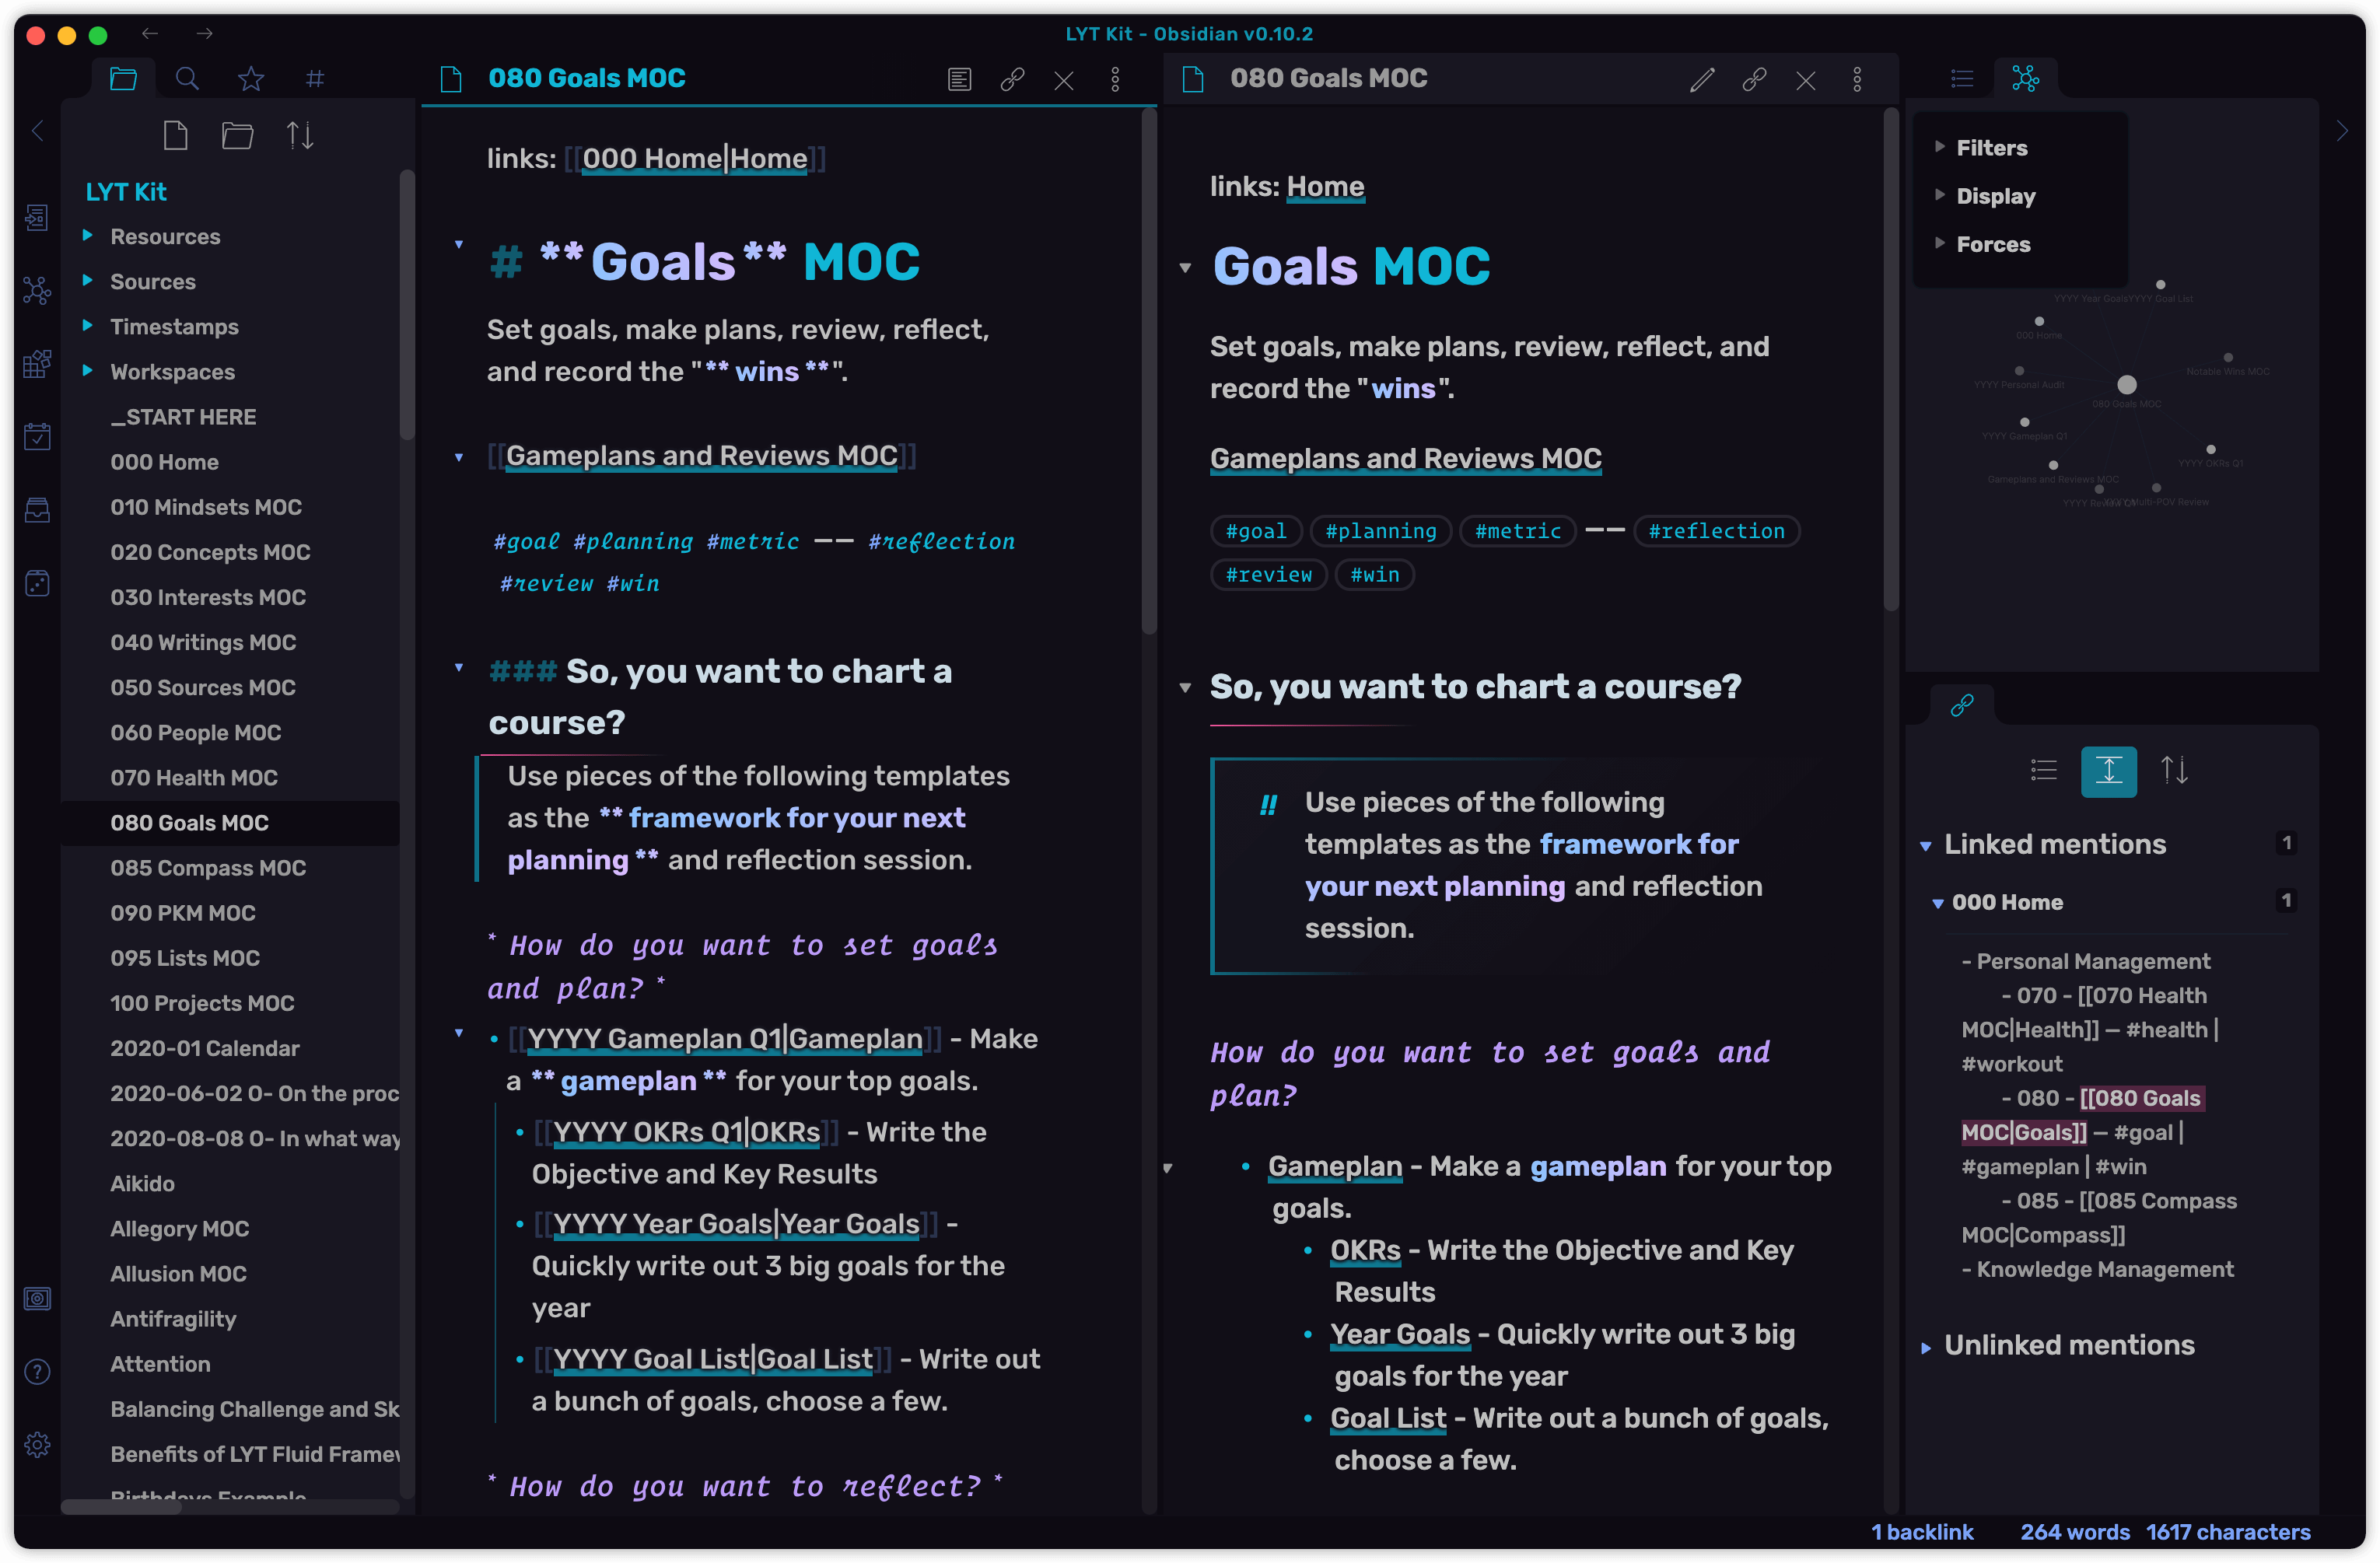 LYT Kit - Obsidian v0.10.2
LYT Kit
Resources
Sources
Timestamps
Workspaces
_START HERE
000 Home
010 Mindsets MOC
020 Concepts MOC
030 Interests MOC
040 Writings MOC
050 Sources MOC
060 People MOC
070 Health MOC
080 Goals MOC
085 Compass MOC
090 PKM MOC
095 Lists MOC
100 Projects MOC
2020-01 Calendar
2020-06-02 O- On the proc
2020-08-08 O- In what way
Aikido
Allegory MOC
Allusion MOC
Antifragility
Attention
Balancing Challenge and Sk
Benefits of LYT Fluid Framew
Birthdays Example
080 Goals MOC
links: [[000 Home|Home]]
# **Goals** MOC
Set goals, make plans, review, reflect,
and record the "**wins**".
[[Gameplans and Reviews MOC]]
#goal #planning #metric —— #reflection
#review #win
### So, you want to chart a
course?
Use pieces of the following templates
as the **framework for your next
planning** and reflection session.
*How do you want to set goals
and plan?*
• [[YYYY Gameplan Q1|Gameplan]] - Make
a **gameplan** for your top goals.
• [[YYYY OKRs Q1|OKRs]] - Write the
Objective and Key Results
• [[YYYY Year Goals|Year Goals]] -
Quickly write out 3 big goals for the
year
• [[YYYY Goal List|Goal List]] - Write out
a bunch of goals, choose a few.
*How do you want to reflect?*
080 Goals MOC
links: Home
Goals MOC
Set goals, make plans, review, reflect, and
record the "wins".
Gameplans and Reviews MOC
#goal #planning #metric —— #reflection
#review #win
So, you want to chart a course?
!! Use pieces of the following
templates as the framework for
your next planning and reflection
session.
How do you want to set goals and
plan?
• Gameplan - Make a gameplan for your top
goals.
• OKRs - Write the Objective and Key
Results
• Year Goals - Quickly write out 3 big
goals for the year
• Goal List - Write out a bunch of goals,
choose a few.
Filters
Display
Forces
YYYY Year Goals
YYYY Goal List
000 Home
Notable Wins MOC
YYYY Personal Audit
080 Goals MOC
YYYY Gameplan Q1
YYYY OKRs Q1
Gameplans and Reviews MOC
Linked mentions 1
000 Home 1
- Personal Management
- 070 - [[070 Health
MOC|Health]] — #health |
#workout
- 080 - [[080 Goals
MOC|Goals]] — #goal |
#gameplan | #win
- 085 - [[085 Compass
MOC|Compass]]
- Knowledge Management
Unlinked mentions
1 backlink 264 words 1617 characters